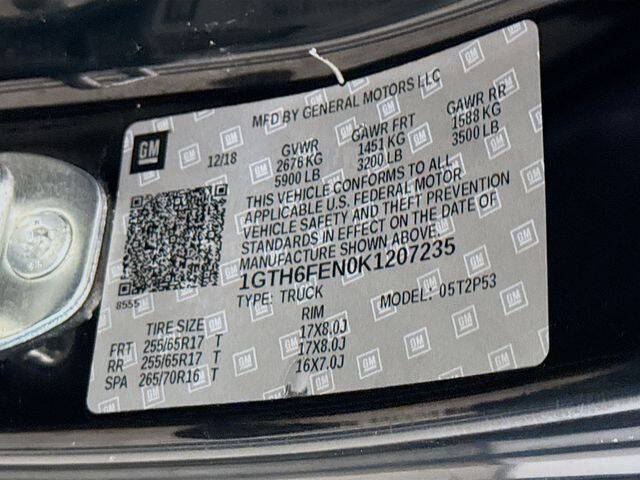 MFD BY GENERAL MOTORS LLC
GM
12/18
GVWR GAWR FRT GAWR RR
2676 KG 1451 KG 1588 KG
5900 LB 3200 LB 3500 LB
THIS VEHICLE CONFORMS TO ALL
APPLICABLE U.S. FEDERAL MOTOR
VEHICLE SAFETY AND THEFT PREVENTION
STANDARDS IN EFFECT ON THE DATE OF
MANUFACTURE SHOWN ABOVE.
1GTH6FEN0K1207235
8555
TYPE: TRUCK MODEL: 05T2P53
TIRE SIZE RIM
FRT 255/65R17 T 17X8.0J
RR 255/65R17 T 17X8.0J
SPA 265/70R16 T 16X7.0J